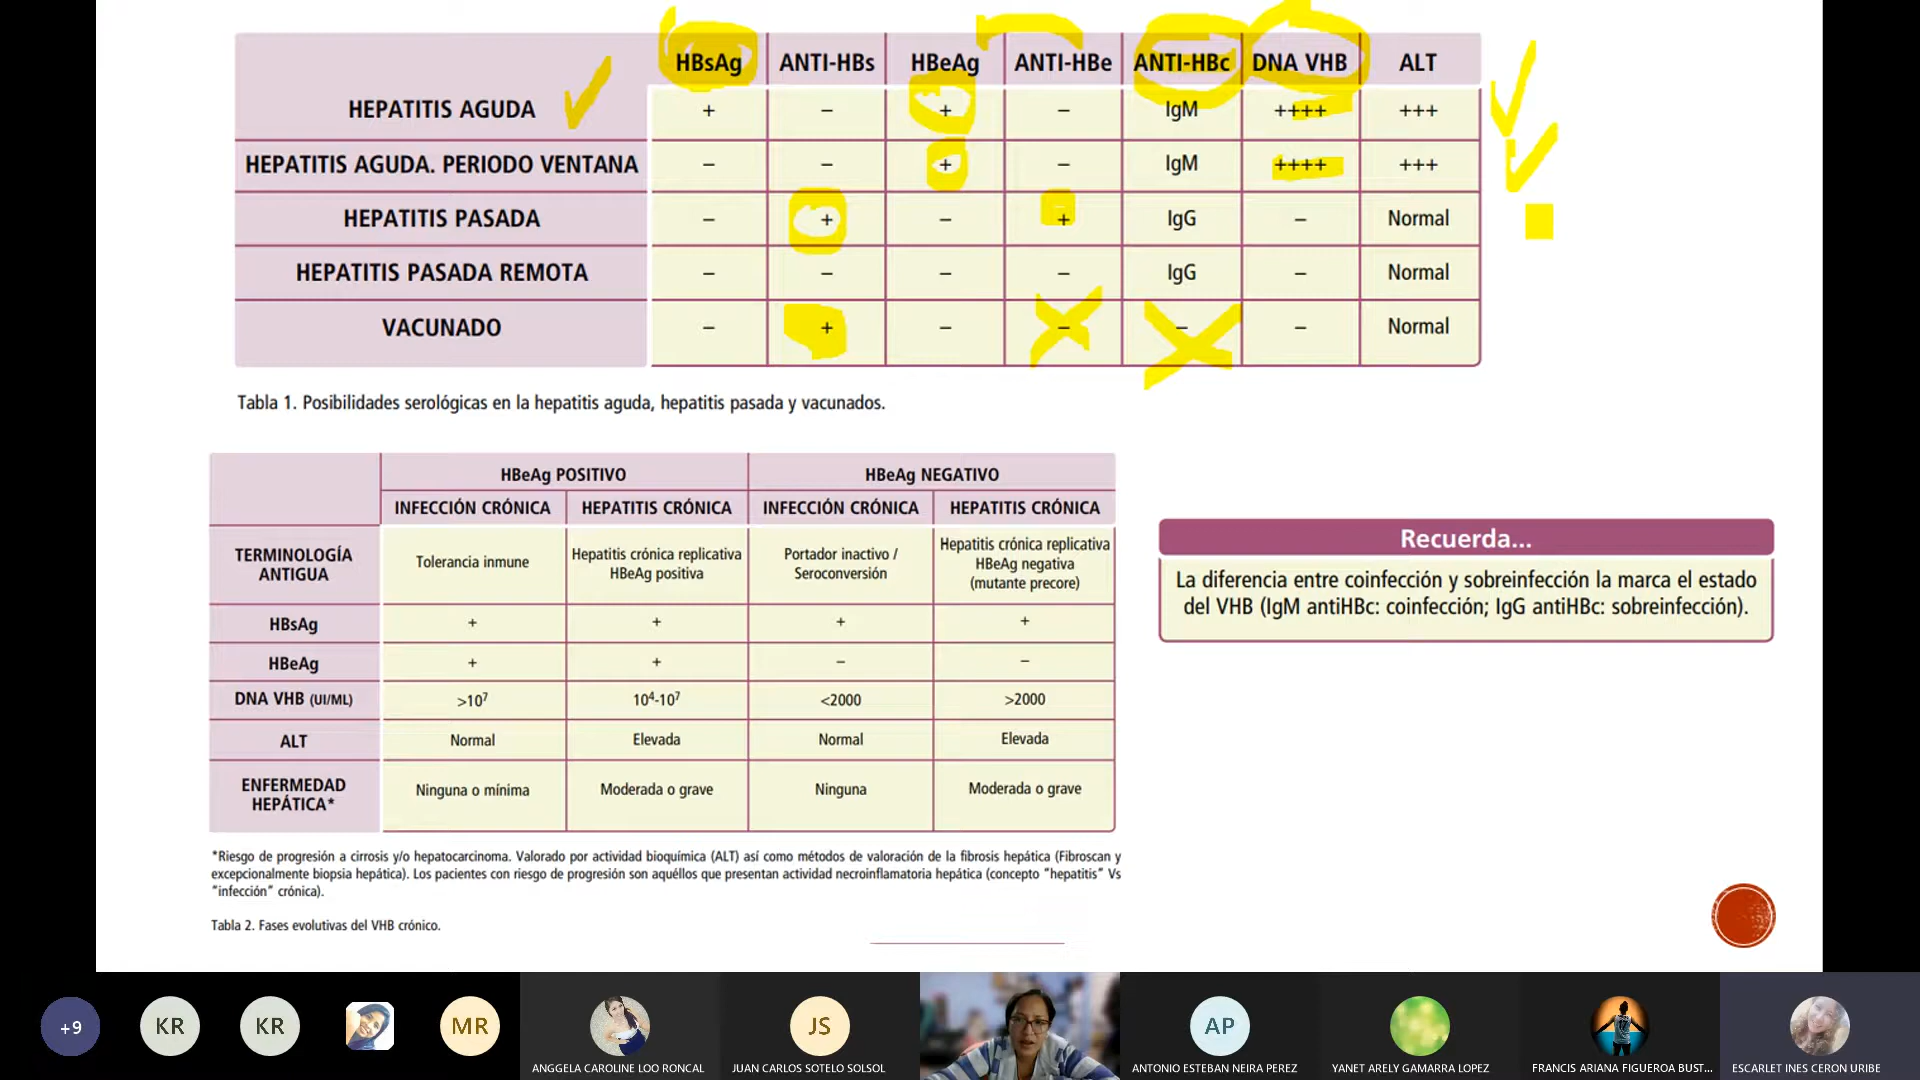 HBsAg ANTI-HBs HBeAg ANTI-HBe ANTI-HBc DNA VHB ALT
HEPATITIS AGUDA + – + – IgM ++++ +++
HEPATITIS AGUDA. PERIODO VENTANA – – + – IgM ++++ +++
HEPATITIS PASADA – + – + IgG – Normal
HEPATITIS PASADA REMOTA – – – – IgG – Normal
VACUNADO – + – – – – Normal
Tabla 1. Posibilidades serológicas en la hepatitis aguda, hepatitis pasada y vacunados.
HBeAg POSITIVO HBeAg NEGATIVO
INFECCIÓN CRÓNICA HEPATITIS CRÓNICA INFECCIÓN CRÓNICA HEPATITIS CRÓNICA
TERMINOLOGÍA
ANTIGUA
Tolerancia inmune
Hepatitis crónica replicativa
HBeAg positiva
Portador inactivo /
Seroconversión
Hepatitis crónica replicativa
HBeAg negativa
(mutante precore)
HBsAg + + + +
HBeAg + + – –
DNA VHB (UI/ML) >10⁷ 10⁴-10⁷ <2000 >2000
ALT Normal Elevada Normal Elevada
ENFERMEDAD
HEPÁTICA*
Ninguna o mínima Moderada o grave Ninguna Moderada o grave
*Riesgo de progresión a cirrosis y/o hepatocarcinoma. Valorado por actividad bioquímica (ALT) así como métodos de valoración de la fibrosis hepática (Fibroscan y
excepcionalmente biopsia hepática). Los pacientes con riesgo de progresión son aquéllos que presentan actividad necroinflamatoria hepática (concepto "hepatitis" Vs
"infección" crónica).
Tabla 2. Fases evolutivas del VHB crónico.
Recuerda...
La diferencia entre coinfección y sobreinfección la marca el estado
del VHB (IgM antiHBc: coinfección; IgG antiHBc: sobreinfección).
+9 KR KR MR JS AP
ANGGELA CAROLINE LOO RONCAL JUAN CARLOS SOTELO SOLSOL ANTONIO ESTEBAN NEIRA PEREZ YANET ARELY GAMARRA LOPEZ FRANCIS ARIANA FIGUEROA BUST... ESCARLET INES CERON URIBE